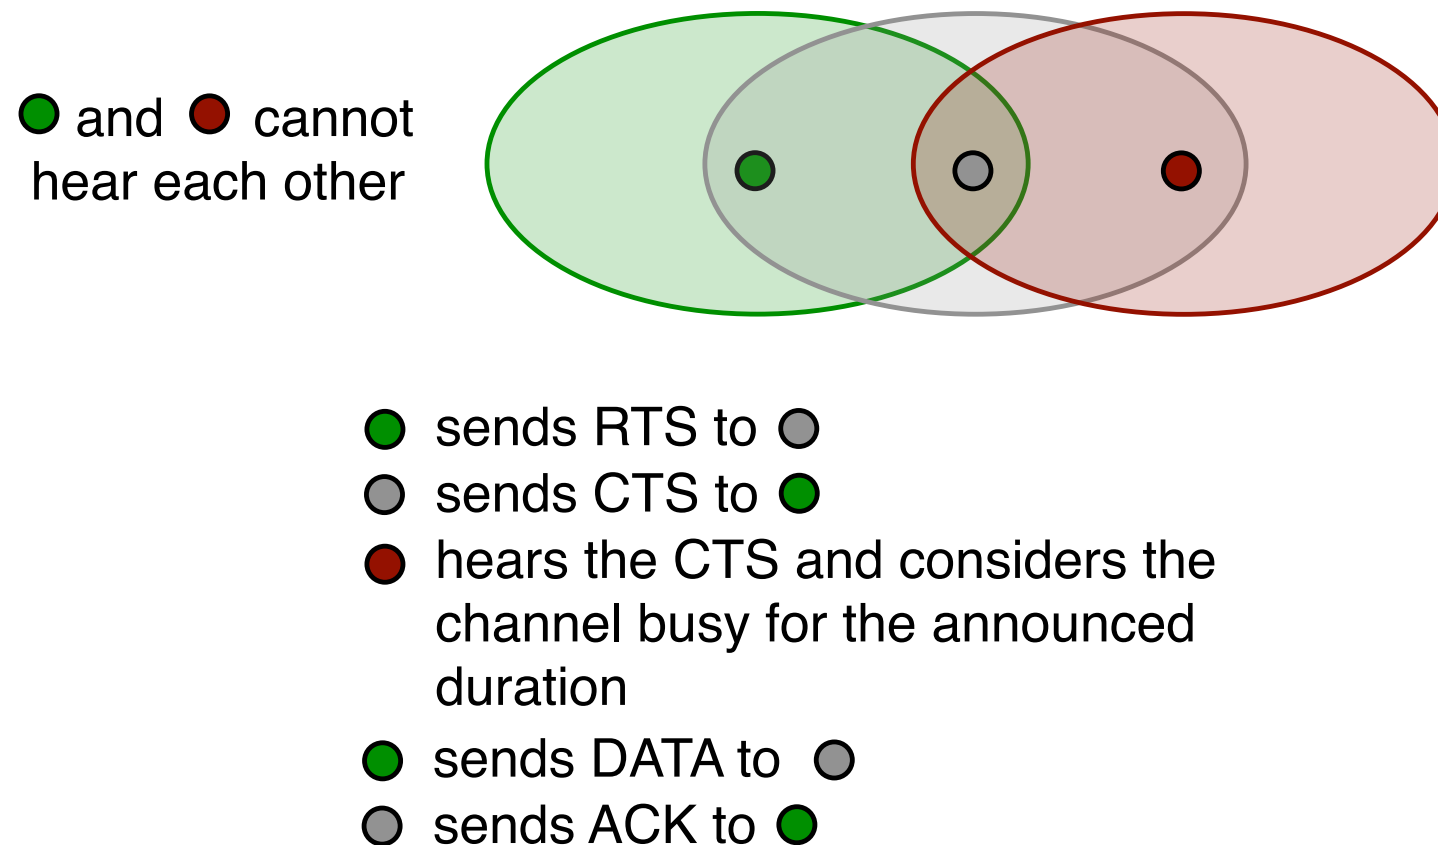 and cannot
hear each other
sends RTS to
sends CTS to
hears the CTS and considers the
channel busy for the announced
duration
sends DATA to
sends ACK to